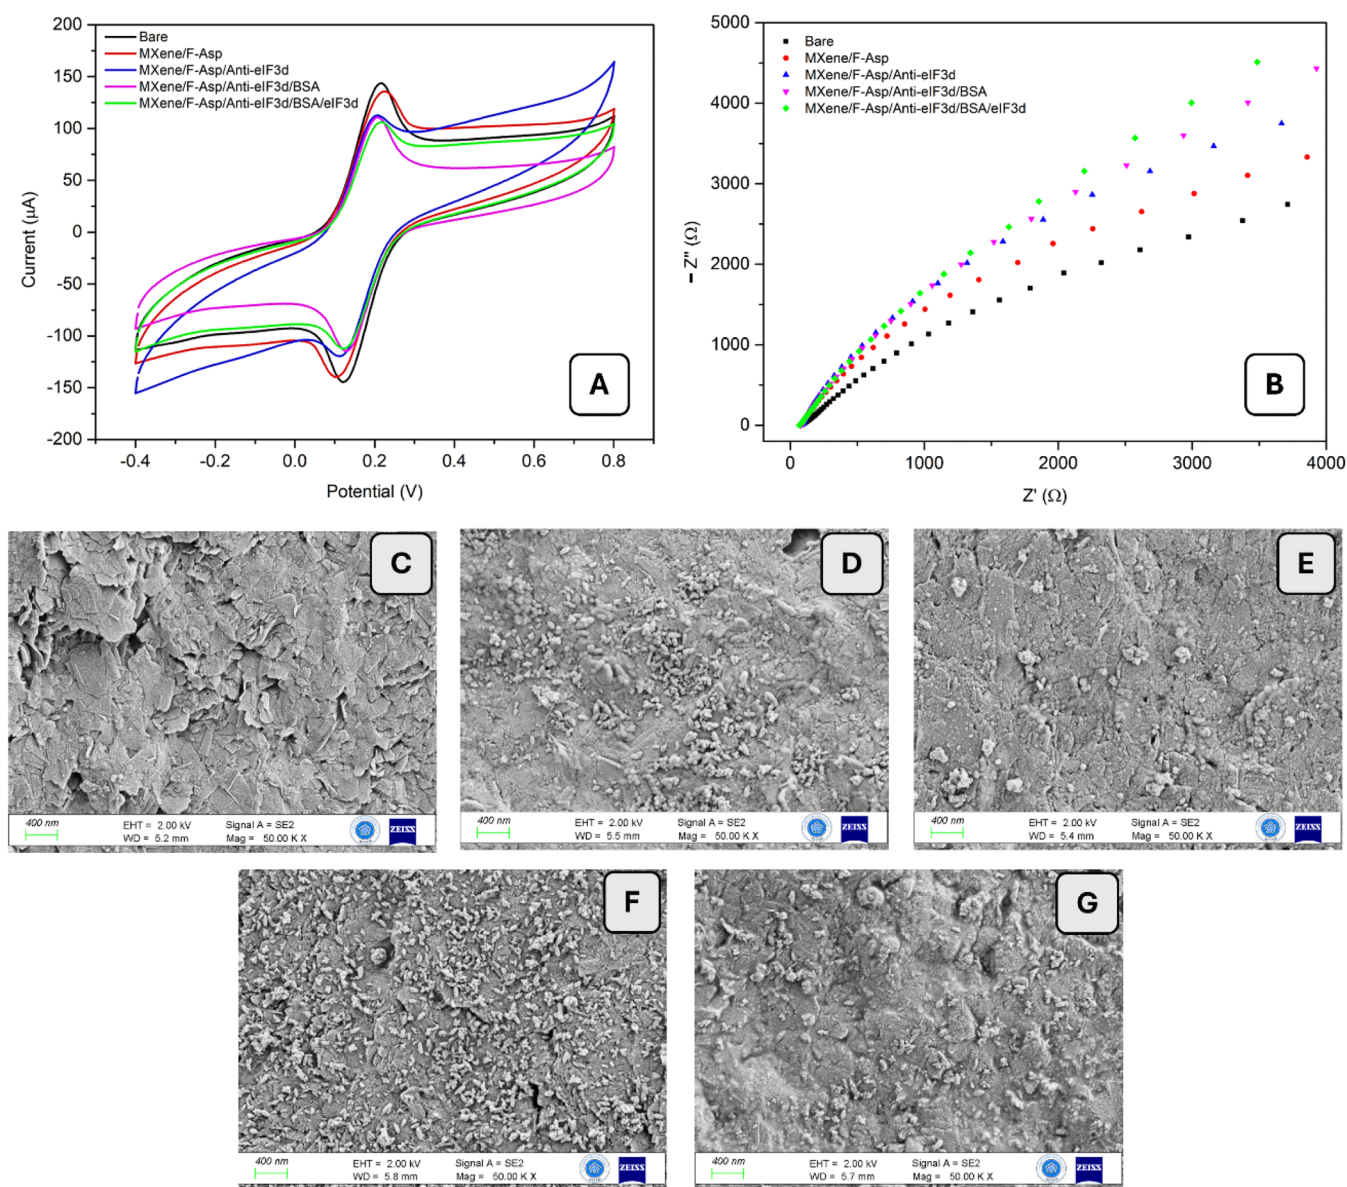 200
150
100
50
0
-50
-100
-150
-200
Current (µA)
Bare
MXene/F-Asp
MXene/F-Asp/Anti-eIF3d
MXene/F-Asp/Anti-eIF3d/BSA
MXene/F-Asp/Anti-eIF3d/BSA/eIF3d
A
-0.4 -0.2 0.0 0.2 0.4 0.6 0.8
Potential (V)
5000
4000
3000
2000
1000
0
−Z" (Ω)
Bare
MXene/F-Asp
MXene/F-Asp/Anti-eIF3d
MXene/F-Asp/Anti-eIF3d/BSA
MXene/F-Asp/Anti-eIF3d/BSA/eIF3d
B
0 1000 2000 3000 4000
Z' (Ω)
C
400 nm
EHT = 2.00 kV Signal A = SE2
WD = 5.2 mm Mag = 50.00 K X
ZEISS
D
400 nm
EHT = 2.00 kV Signal A = SE2
WD = 5.5 mm Mag = 50.00 K X
ZEISS
E
400 nm
EHT = 2.00 kV Signal A = SE2
WD = 5.4 mm Mag = 50.00 K X
ZEISS
F
400 nm
EHT = 2.00 kV Signal A = SE2
WD = 5.8 mm Mag = 50.00 K X
ZEISS
G
400 nm
EHT = 2.00 kV Signal A = SE2
WD = 5.7 mm Mag = 50.00 K X
ZEISS